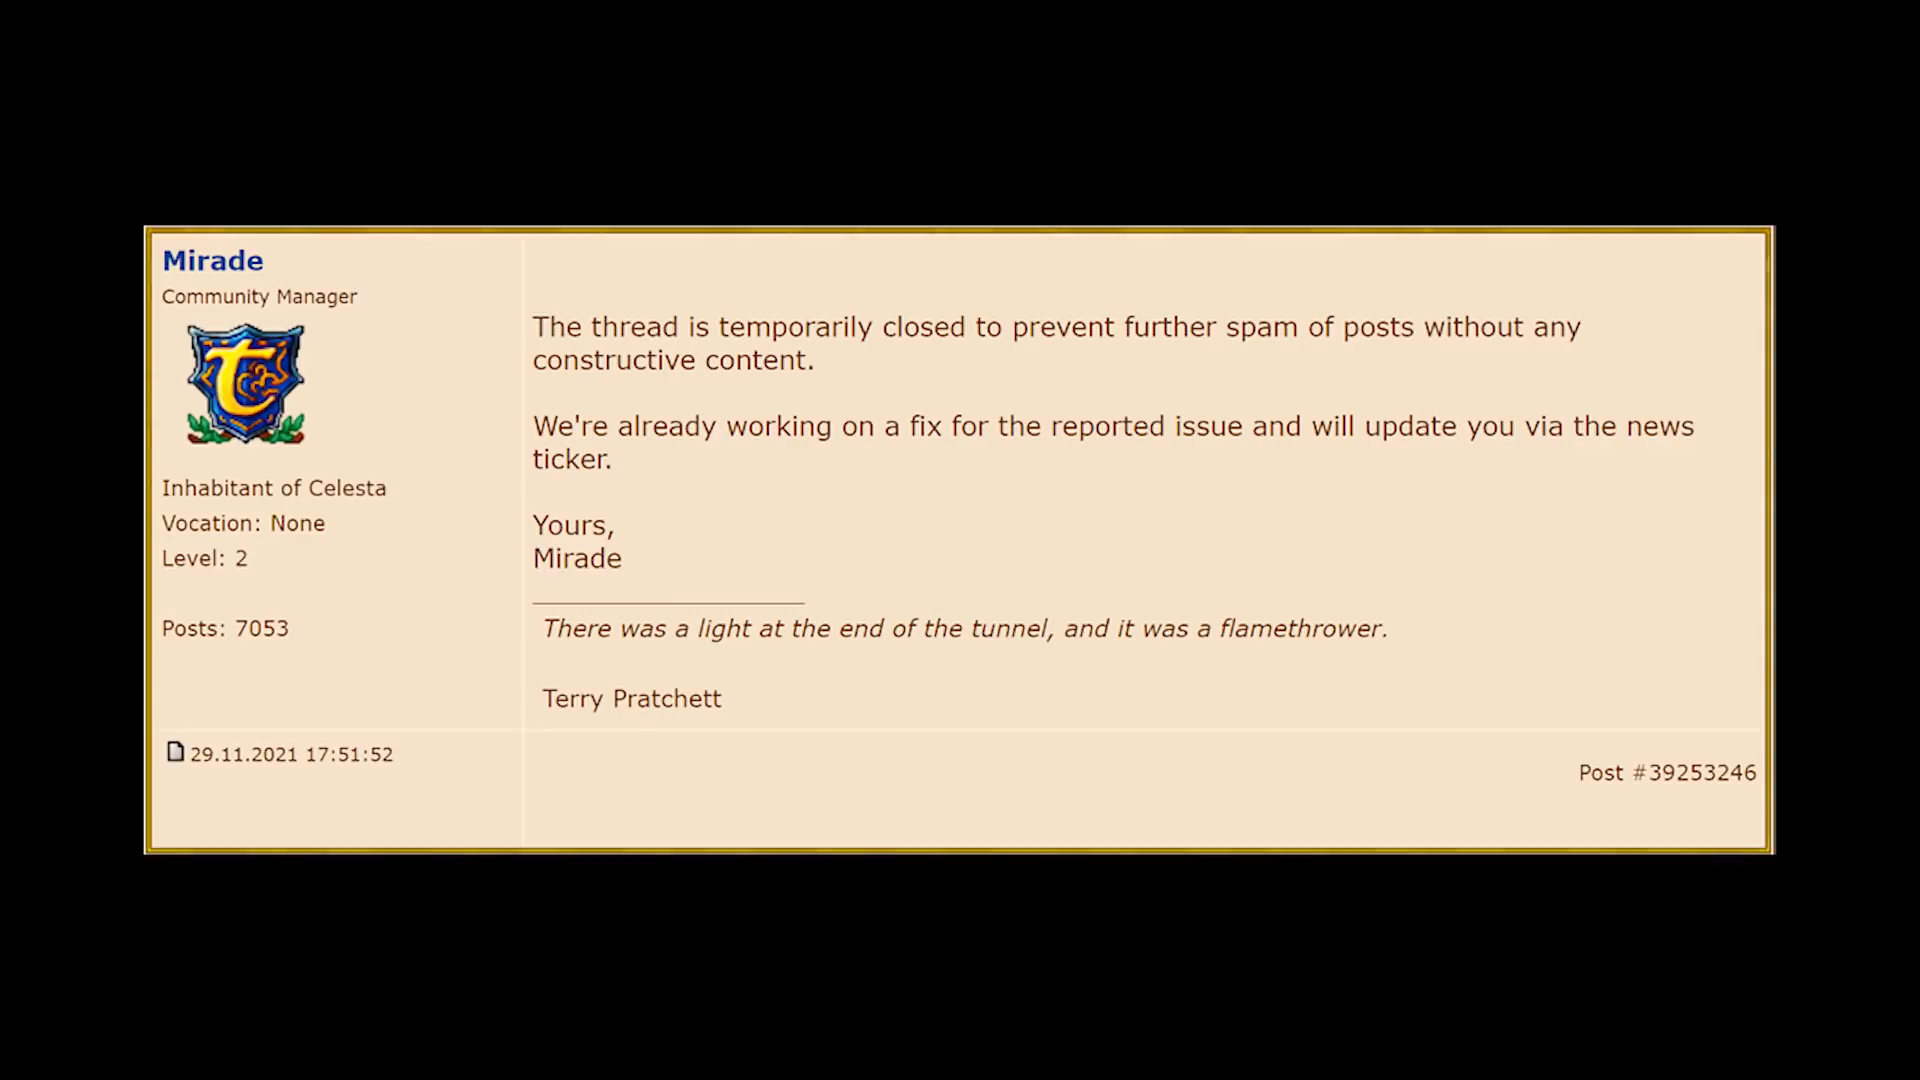 Mirade
Community Manager
Inhabitant of Celesta
Vocation: None
Level: 2
Posts: 7053
The thread is temporarily closed to prevent further spam of posts without any
constructive content.
We're already working on a fix for the reported issue and will update you via the news
ticker.
Yours,
Mirade
There was a light at the end of the tunnel, and it was a flamethrower.
Terry Pratchett
29.11.2021 17:51:52
Post #39253246